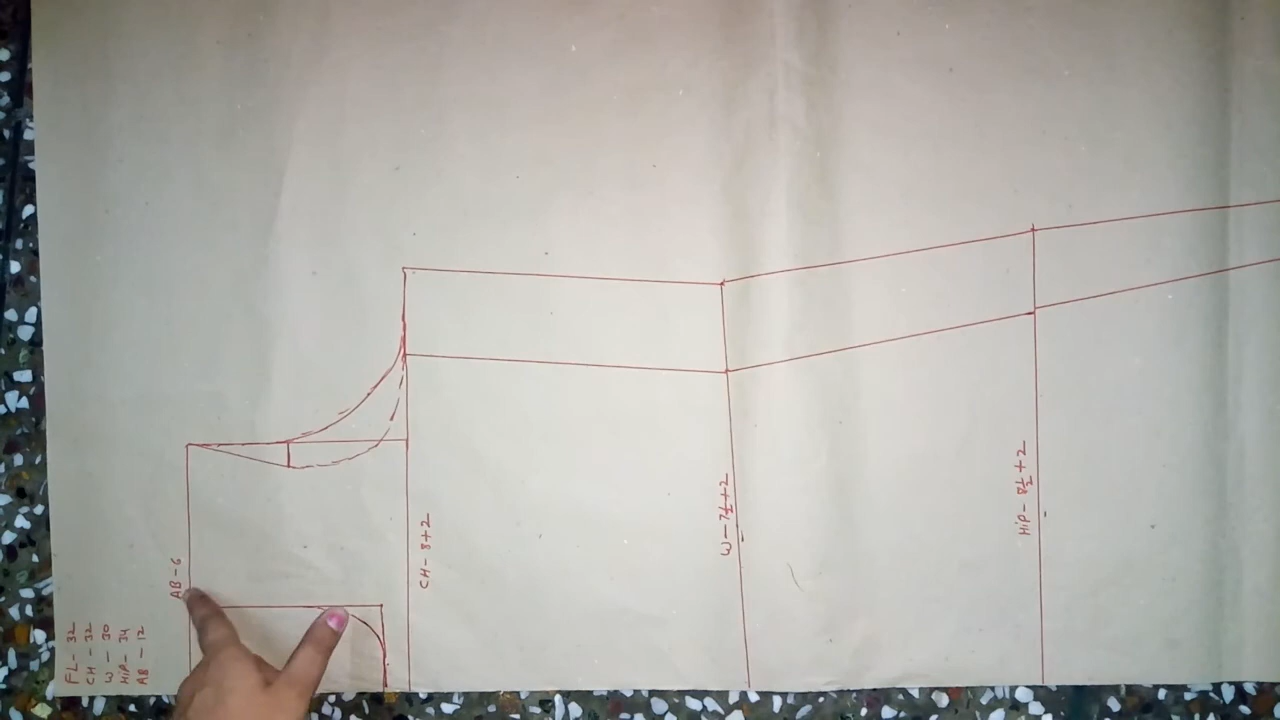 FL - 32
CH - 32
W - 30
HiP - 34
AB - 12
AB - 6
CH - 8+2
W - 7½+2
HiP - 8½+2